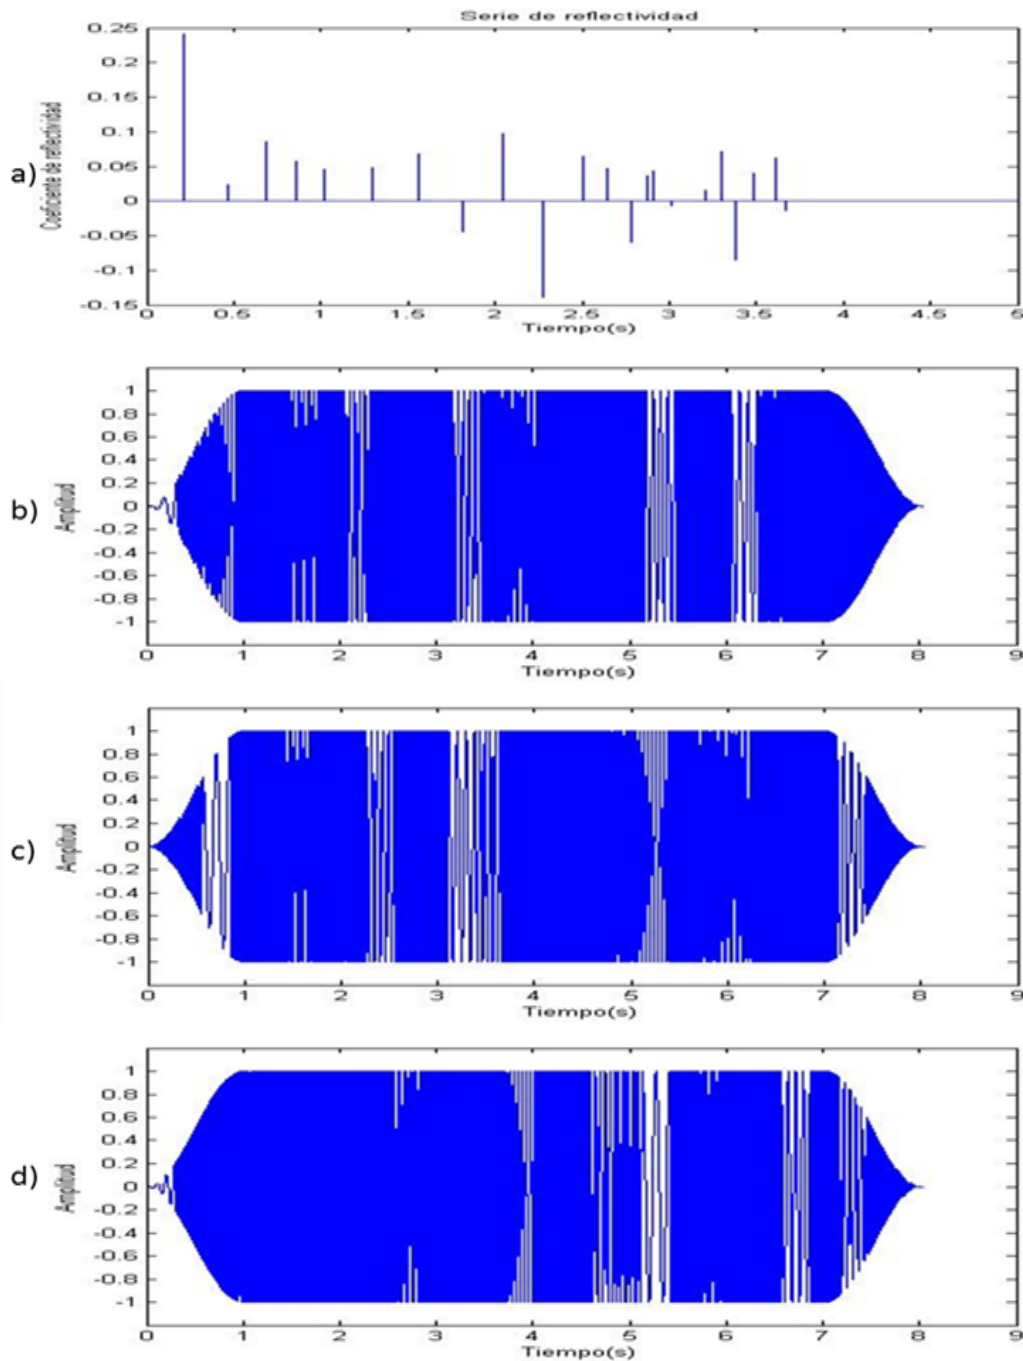 Serie de reflectividad
a)
Coeficiente de reflectividad
0.25
0.2
0.15
0.1
0.05
0
-0.05
-0.1
-0.15
0 0.5 1 1.5 2 2.5 3 3.5 4 4.5 5
Tiempo(s)
b)
Amplitud
1
0.8
0.6
0.4
0.2
0
-0.2
-0.4
-0.6
-0.8
-1
0 1 2 3 4 5 6 7 8 9
Tiempo(s)
c)
Amplitud
1
0.8
0.6
0.4
0.2
0
-0.2
-0.4
-0.6
-0.8
-1
0 1 2 3 4 5 6 7 8 9
Tiempo(s)
d)
Amplitud
1
0.8
0.6
0.4
0.2
0
-0.2
-0.4
-0.6
-0.8
-1
0 1 2 3 4 5 6 7 8 9
Tiempo(s)